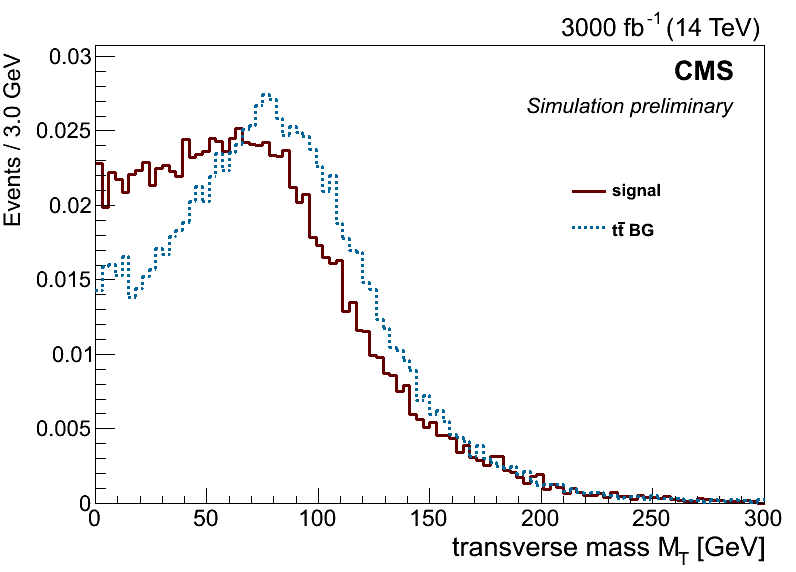 3000 fb⁻¹ (14 TeV)
CMS
Simulation preliminary
signal
tt̄ BG
Events / 3.0 GeV
0.03
0.025
0.02
0.015
0.01
0.005
0
0 50 100 150 200 250 300
transverse mass M_T [GeV]